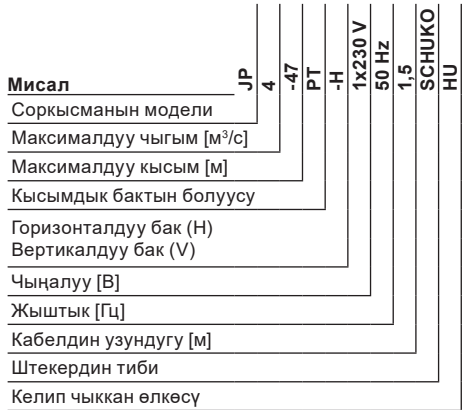 Мисал JP 4 -47 PT -H 1x230 V 50 Hz 1,5 SCHUKO HU
Соркысманын модели
Максималдуу чыгым [м³/с]
Максималдуу кысым [м]
Кысымдык бактын болуусу
Горизонталдуу бак (H)
Вертикалдуу бак (V)
Чыңалуу [В]
Жыштык [Гц]
Кабелдин узундугу [м]
Штекердин тиби
Келип чыккан өлкөсү